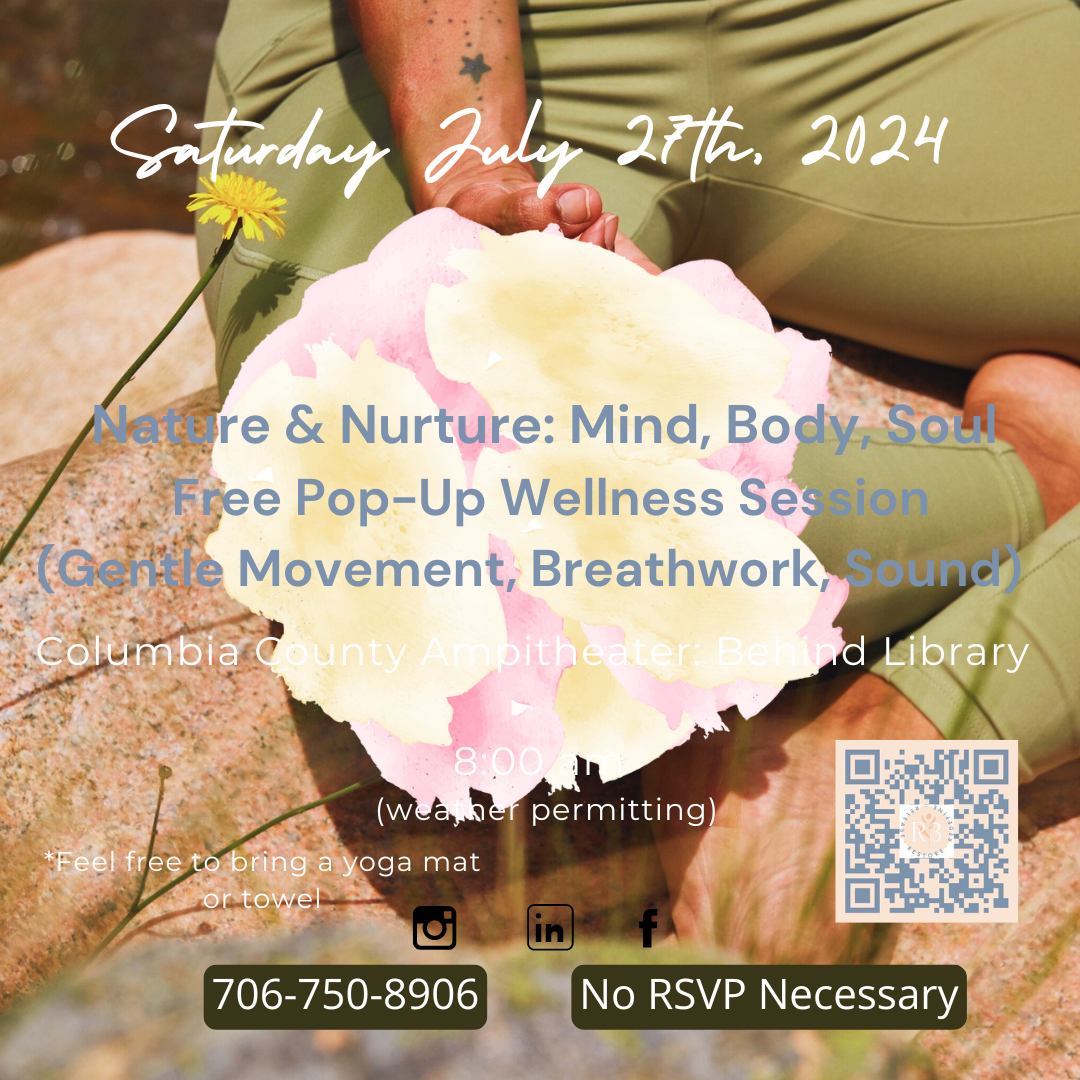 Saturday July 27th, 2024
Nature & Nurture: Mind, Body, Soul
Free Pop-Up Wellness Session
(Gentle Movement, Breathwork, Sound)
Columbia County Ampitheater: Behind Library
8:00 am
(weather permitting)
*Feel free to bring a yoga mat
or towel
R3
706-750-8906
No RSVP Necessary